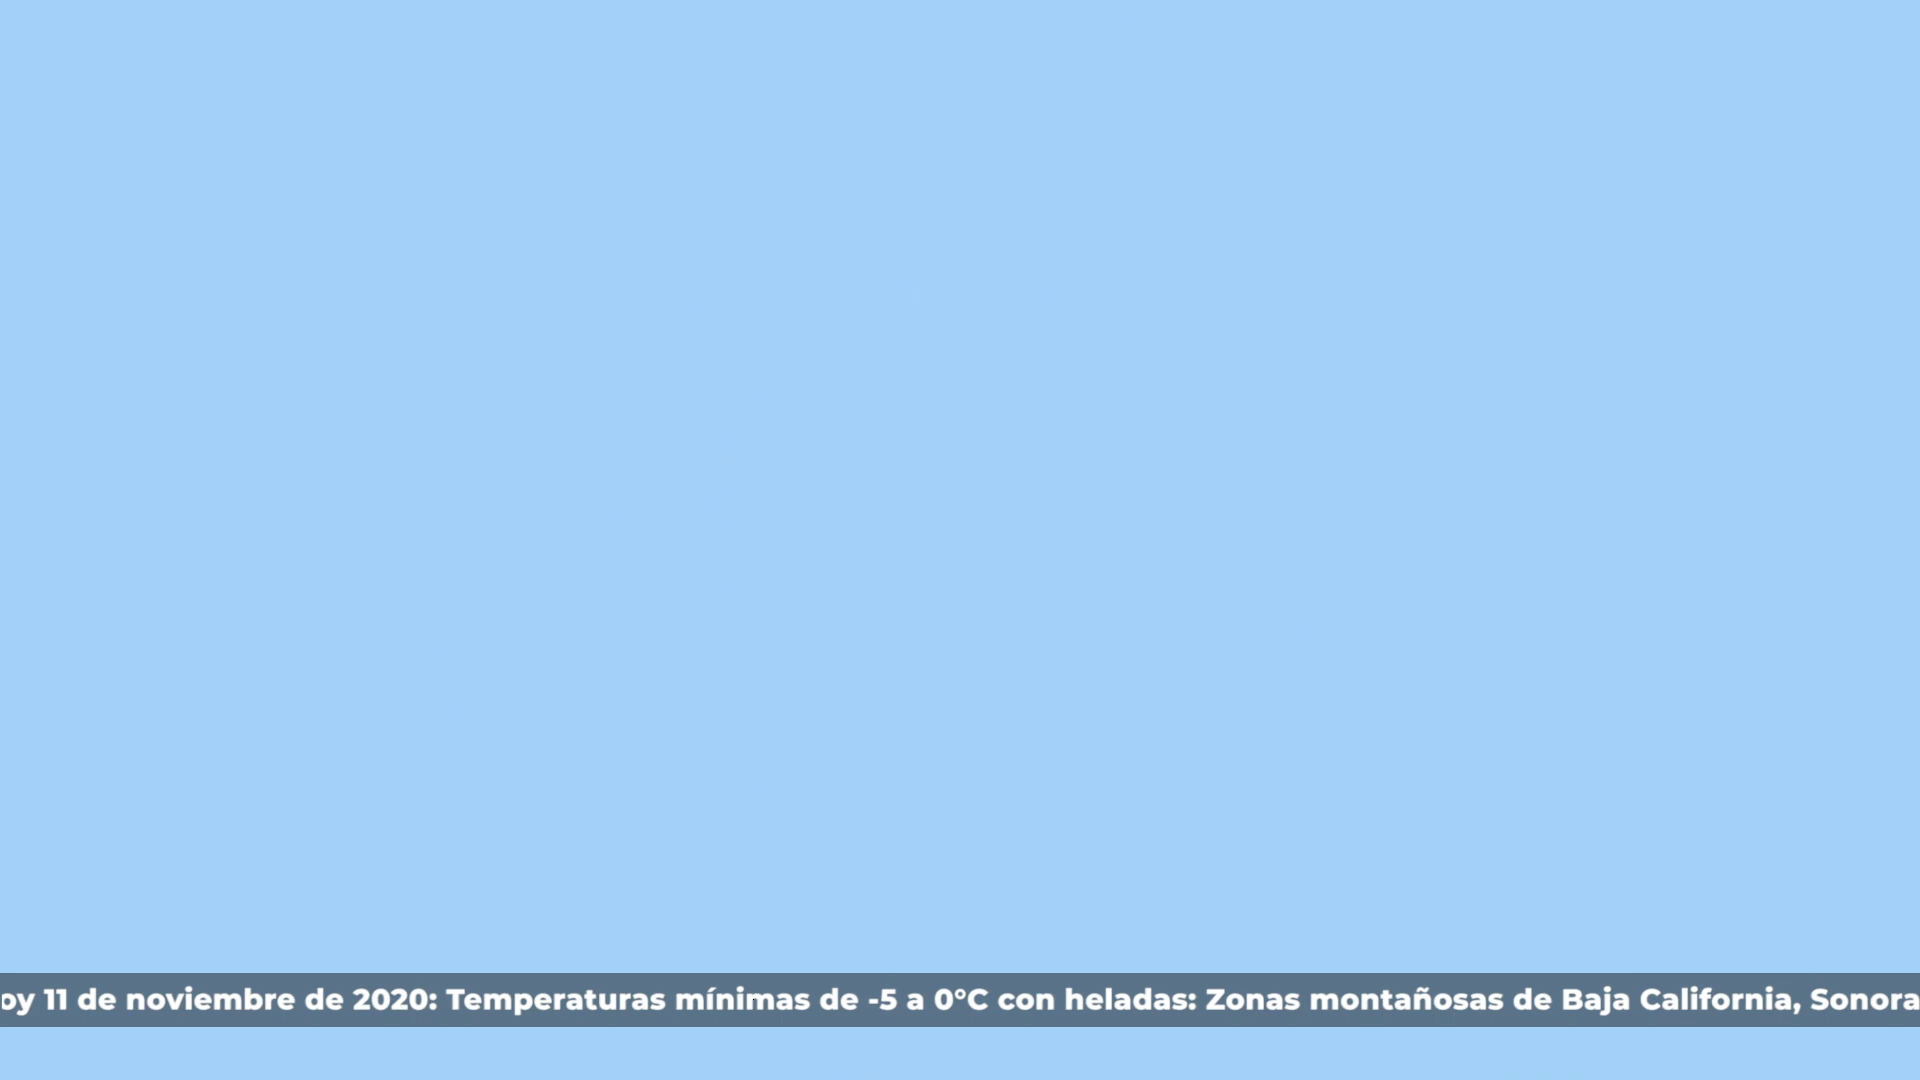 oy 11 de noviembre de 2020: Temperaturas mínimas de -5 a 0°C con heladas: Zonas montañosas de Baja California, Sonora